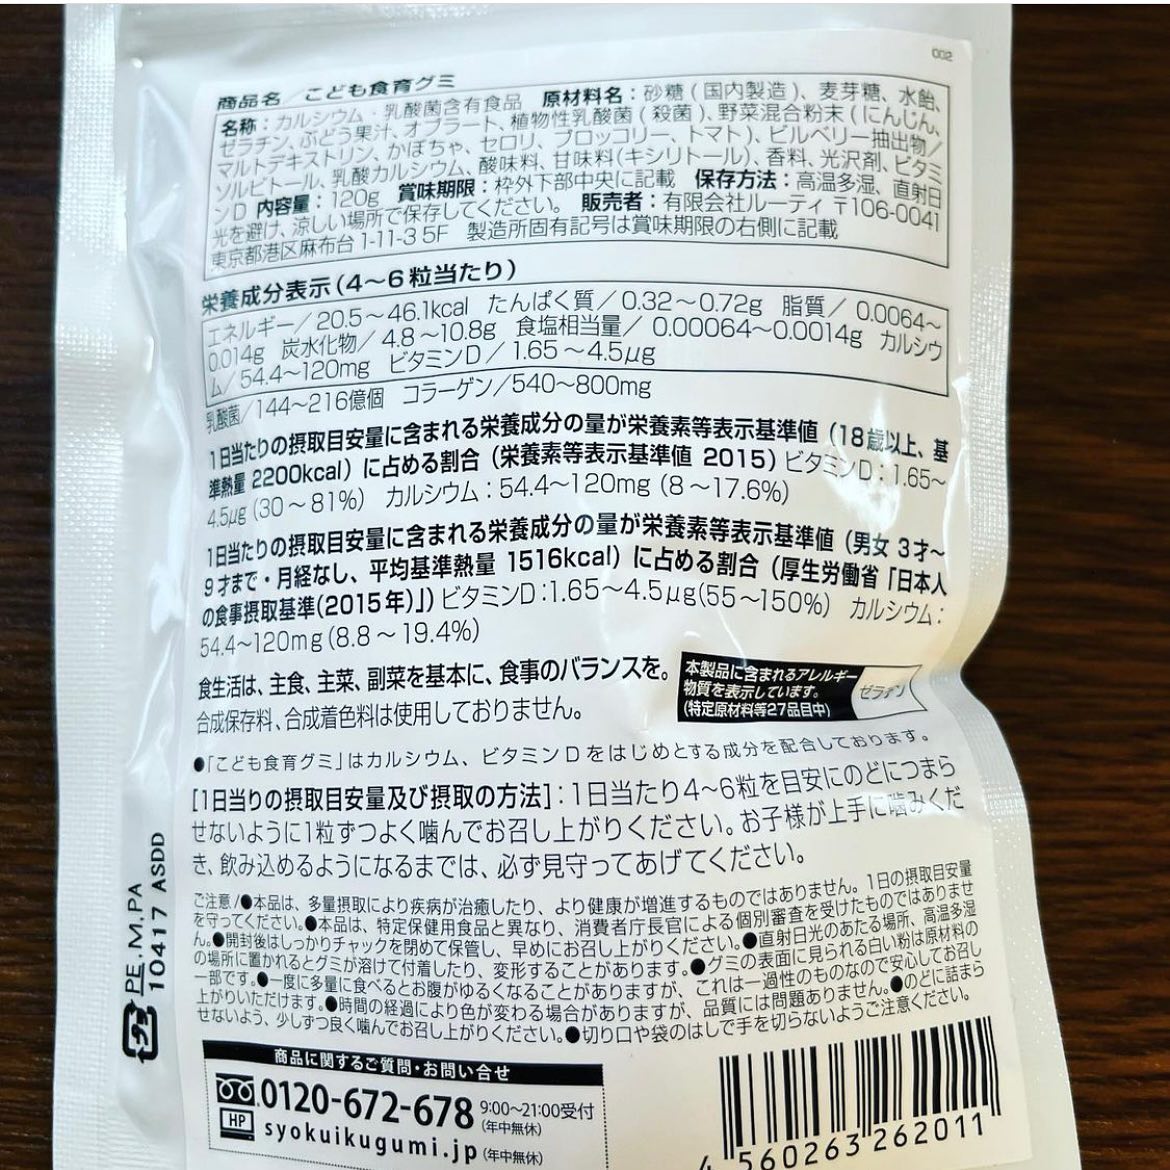 002
商品名／こども食育グミ
名称：カルシウム・乳酸菌含有食品 原材料名：砂糖(国内製造)、麦芽糖、水飴、
ゼラチン、ぶどう果汁、オブラート、植物性乳酸菌(殺菌)、野菜混合粉末(にんじん、
マルトデキストリン、かぼちゃ、セロリ、ブロッコリー、トマト)、ビルベリー抽出物／
ソルビトール、乳酸カルシウム、酸味料、甘味料(キシリトール)、香料、光沢剤、ビタミ
ンD 内容量：120g 賞味期限：枠外下部中央に記載 保存方法：高温多湿、直射日
光を避け、涼しい場所で保存してください。 販売者：有限会社ルーティ 〒106-0041
東京都港区麻布台1-11-3 5F 製造所固有記号は賞味期限の右側に記載
栄養成分表示(4～6粒当たり)
エネルギー／20.5～46.1kcal たんぱく質／0.32～0.72g 脂質／0.0064～
0.014g 炭水化物／4.8～10.8g 食塩相当量／0.00064～0.0014g カルシウ
ム／54.4～120mg ビタミンD／1.65～4.5μg
乳酸菌／144～216億個 コラーゲン／540～800mg
1日当たりの摂取目安量に含まれる栄養成分の量が栄養素等表示基準値（18歳以上、基
準熱量 2200kcal）に占める割合（栄養素等表示基準値 2015）ビタミンD：1.65～
4.5μg (30～81%) カルシウム：54.4～120mg (8～17.6%)
1日当たりの摂取目安量に含まれる栄養成分の量が栄養素等表示基準値（男女 3才～
9才まで・月経なし、平均基準熱量 1516kcal）に占める割合（厚生労働省「日本人
の食事摂取基準(2015年)」）ビタミンD：1.65～4.5μg(55～150%) カルシウム：
54.4～120mg (8.8～19.4%)
食生活は、主食、主菜、副菜を基本に、食事のバランスを。
合成保存料、合成着色料は使用しておりません。
本製品に含まれるアレルギー
物質を表示しています。
(特定原材料等27品目中)
ゼラチン
●「こども食育グミ」はカルシウム、ビタミンDをはじめとする成分を配合しております。
[1日当りの摂取目安量及び摂取の方法]：1日当たり4～6粒を目安にのどにつまら
せないように1粒ずつよく噛んでお召し上がりください。お子様が上手に噛みくだ
き、飲み込めるようになるまでは、必ず見守ってあげてください。
ご注意／●本品は、多量摂取により疾病が治癒したり、より健康が増進するものではありません。1日の摂取目安量
を守ってください。●本品は、特定保健用食品と異なり、消費者庁長官による個別審査を受けたものではありませ
ん。●開封後はしっかりチャックを閉めて保管し、早めにお召し上がりください。●直射日光のあたる場所、高温多湿
の場所に置かれるとグミが溶けて付着したり、変形することがあります。●グミの表面に見られる白い粉は原材料の
一部です。●一度に多量に食べるとお腹がゆるくなることがありますが、これは一過性のものなので安心してお召し
上がりいただけます。●時間の経過により色が変わる場合がありますが、品質には問題ありません。●のどに詰まら
せないよう、少しずつ良く噛んでお召し上がりください。●切り口や袋のはしで手を切らないようご注意ください。
商品に関するご質問・お問い合せ
0120-672-678 9:00～21:00受付
(年中無休)
HP syokuikugumi.jp (年中無休)
4 560263 262011
プラ PE.M.PA
10417 ASDD